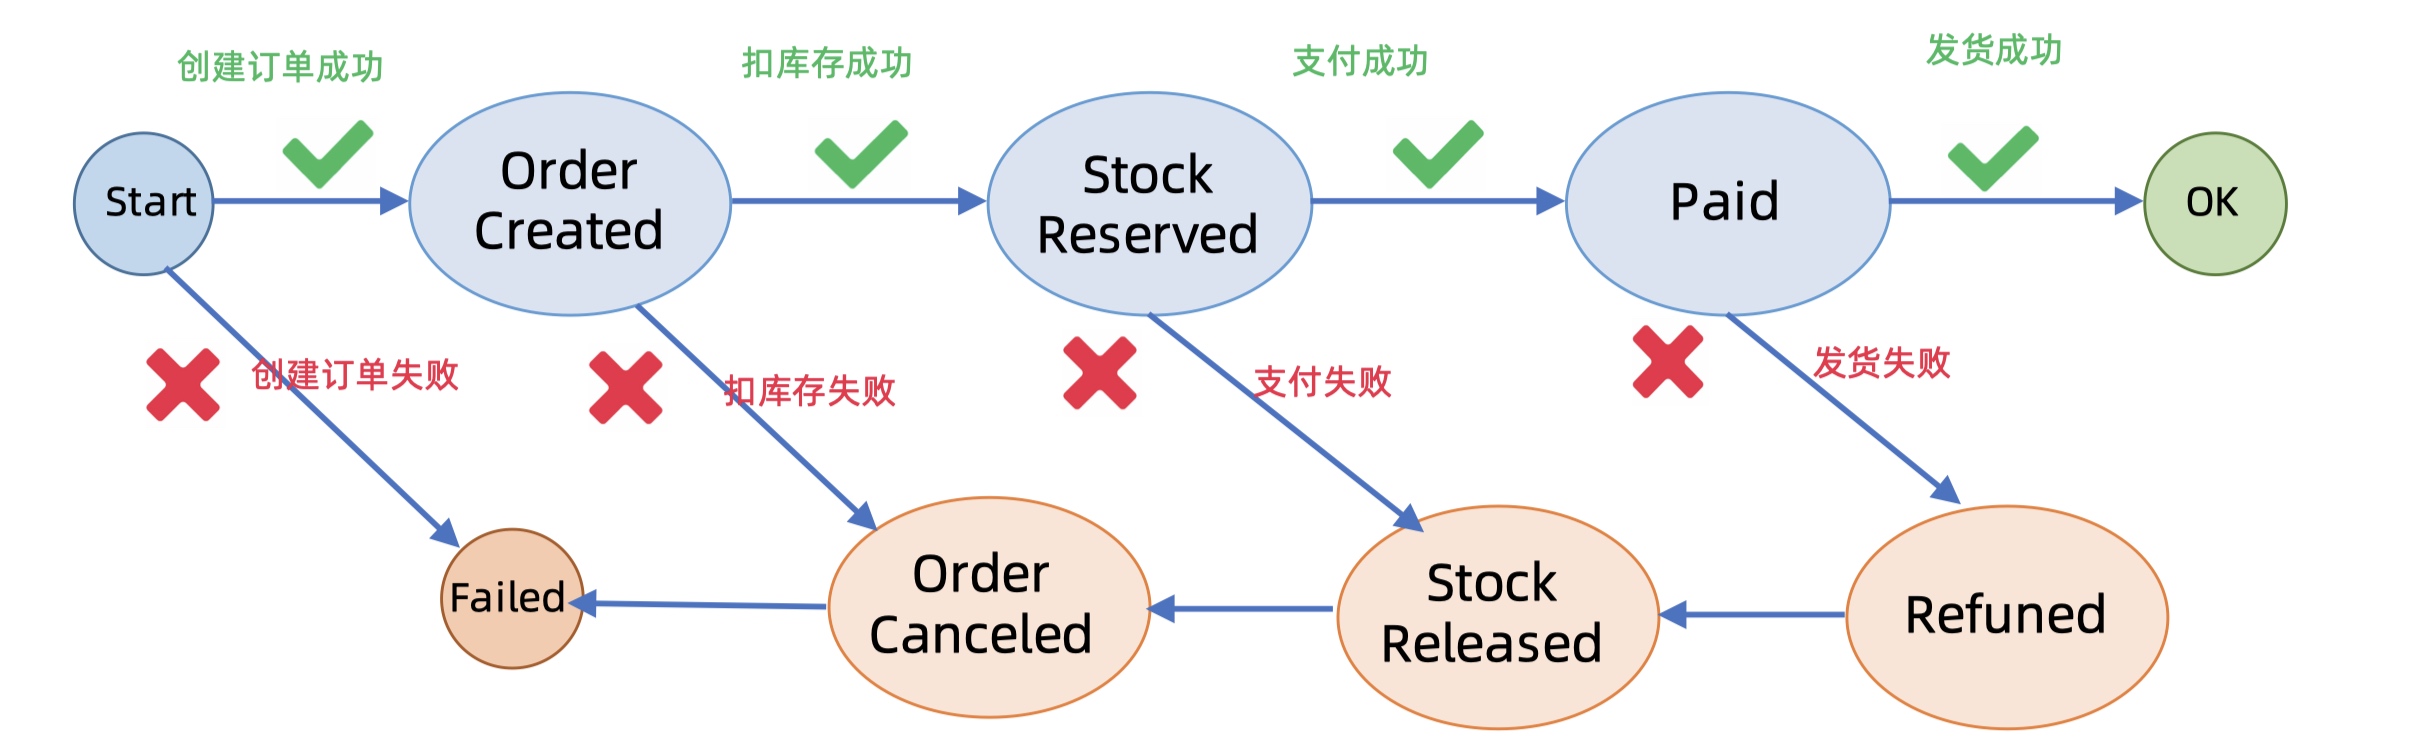 创建订单成功
扣库存成功
支付成功
发货成功
Start
Order
Created
Stock
Reserved
Paid
OK
创建订单失败
扣库存失败
支付失败
发货失败
Failed
Order
Canceled
Stock
Released
Refuned